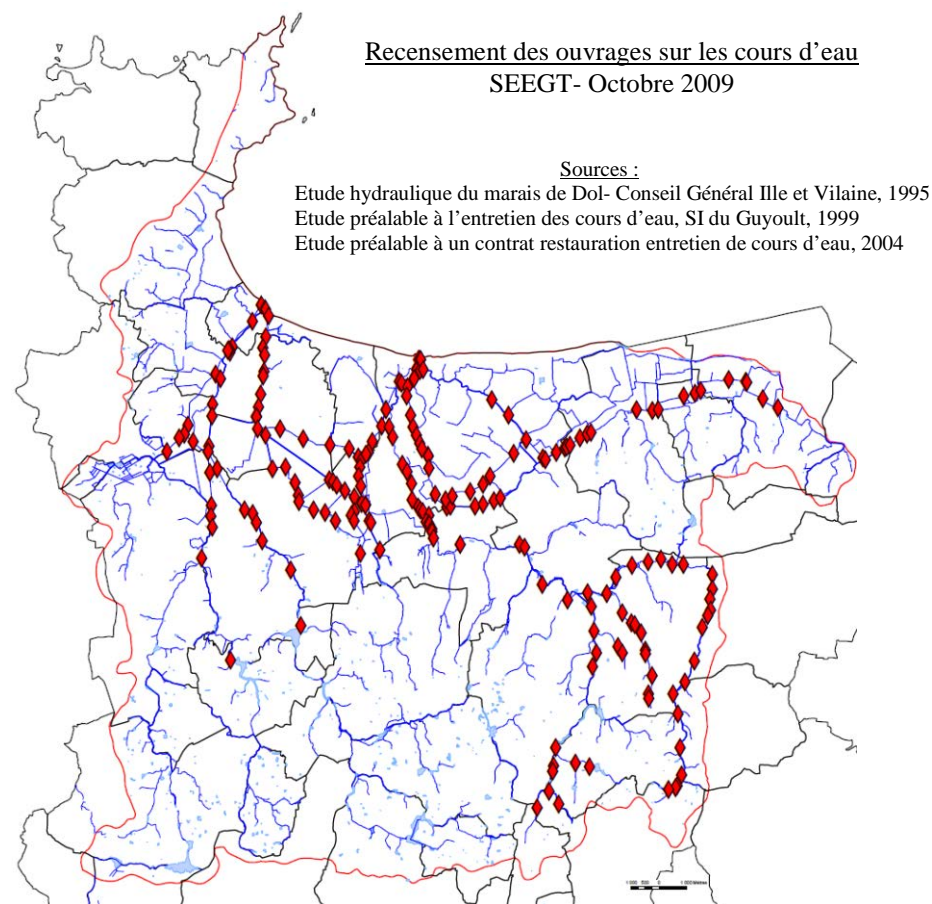 Recensement des ouvrages sur les cours d'eau
SEEGT- Octobre 2009
Sources :
Etude hydraulique du marais de Dol- Conseil Général Ille et Vilaine, 1995
Etude préalable à l'entretien des cours d'eau, SI du Guyoult, 1999
Etude préalable à un contrat restauration entretien de cours d'eau, 2004